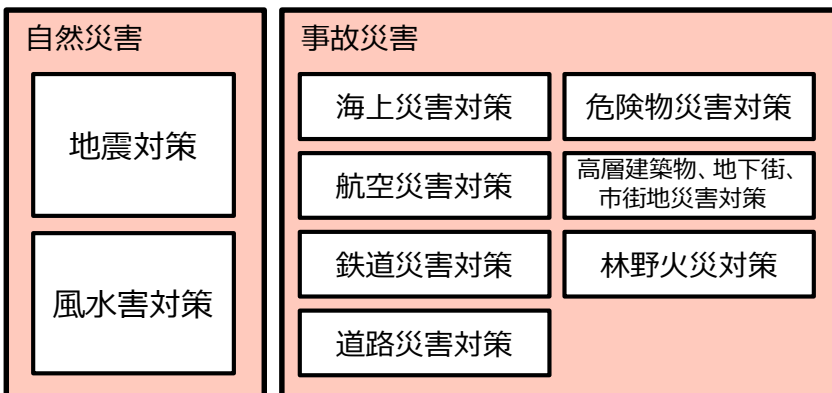 自然災害
地震対策
風水害対策
事故災害
海上災害対策
危険物災害対策
航空災害対策
高層建築物、地下街、
市街地災害対策
鉄道災害対策
林野火災対策
道路災害対策